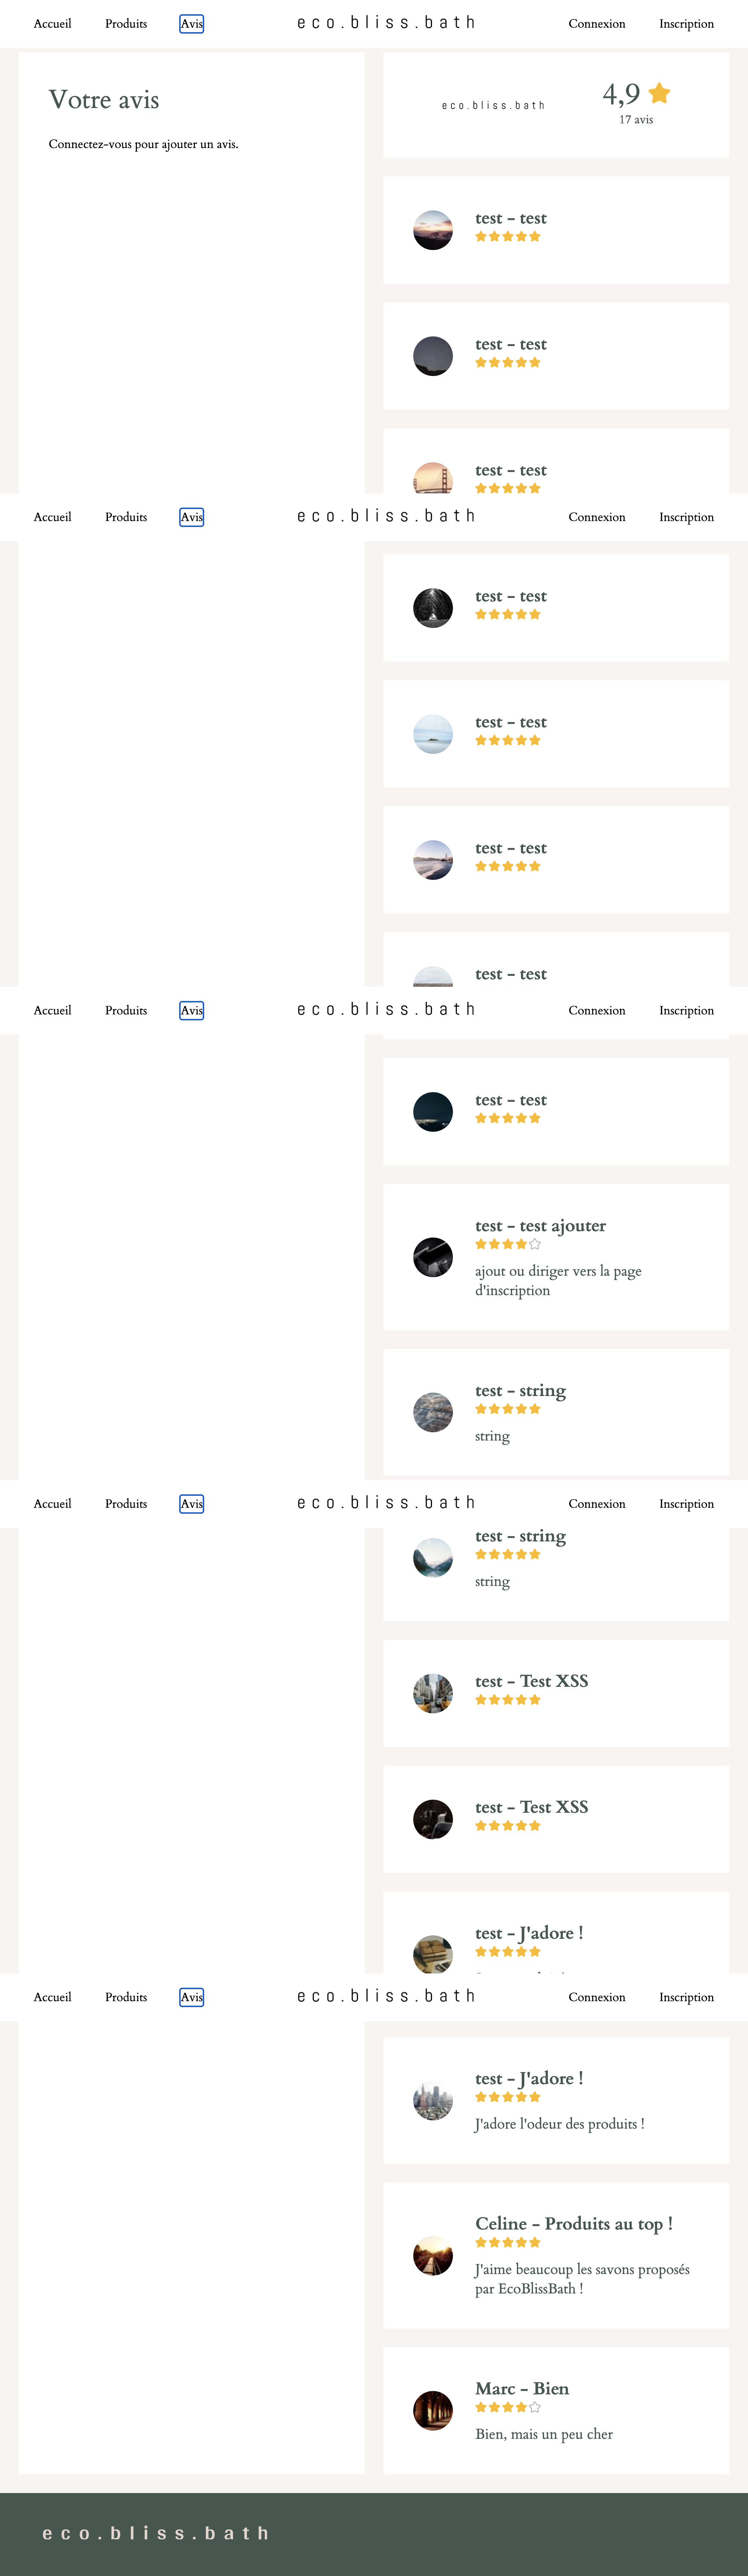 Accueil Produits Avis eco.bliss.bath Connexion Inscription
Votre avis
Connectez-vous pour ajouter un avis.
eco.bliss.bath
4,9
17 avis
test - test
test - test
test - test
Accueil Produits Avis eco.bliss.bath Connexion Inscription
test - test
test - test
test - test
test - test
Accueil Produits Avis eco.bliss.bath Connexion Inscription
test - test
test - test ajouter
ajout ou diriger vers la page
d'inscription
test - string
string
Accueil Produits Avis eco.bliss.bath Connexion Inscription
test - string
string
test - Test XSS
test - Test XSS
test - J'adore !
Accueil Produits Avis eco.bliss.bath Connexion Inscription
test - J'adore !
J'adore l'odeur des produits !
Celine - Produits au top !
J'aime beaucoup les savons proposés
par EcoBlissBath !
Marc - Bien
Bien, mais un peu cher
eco.bliss.bath